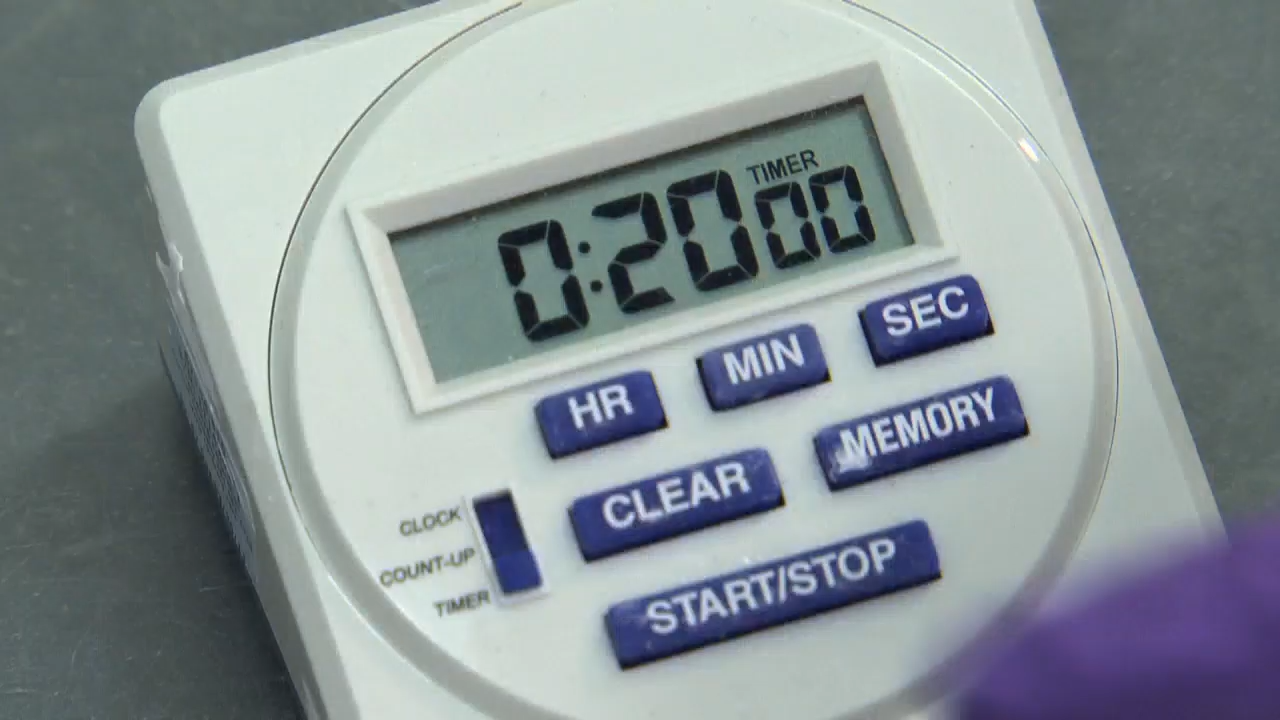 TIMER
0:20 00
HR MIN SEC
CLEAR MEMORY
START/STOP
CLOCK
COUNT-UP
TIMER